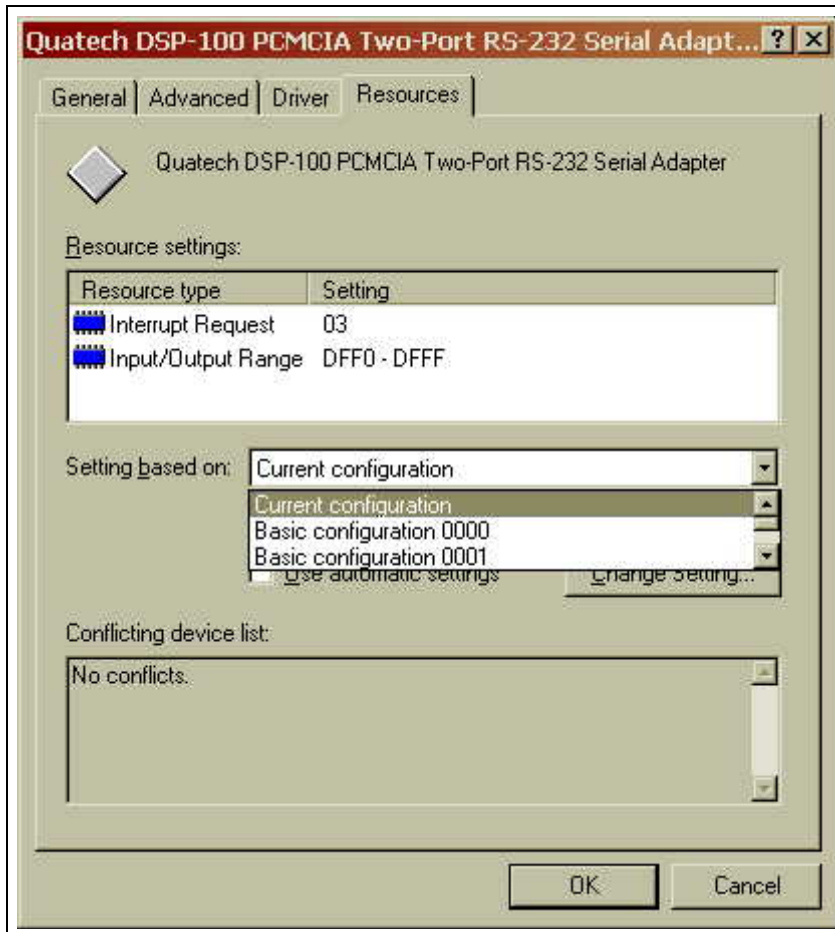 Quatech DSP-100 PCMCIA Two-Port RS-232 Serial Adapt...
General Advanced Driver Resources
Quatech DSP-100 PCMCIA Two-Port RS-232 Serial Adapter
Resource settings:
Resource type Setting
Interrupt Request 03
Input/Output Range DFF0 - DFFF
Setting based on: Current configuration
Current configuration
Basic configuration 0000
Basic configuration 0001
Use automatic settings Change Setting...
Conflicting device list:
No conflicts.
OK Cancel